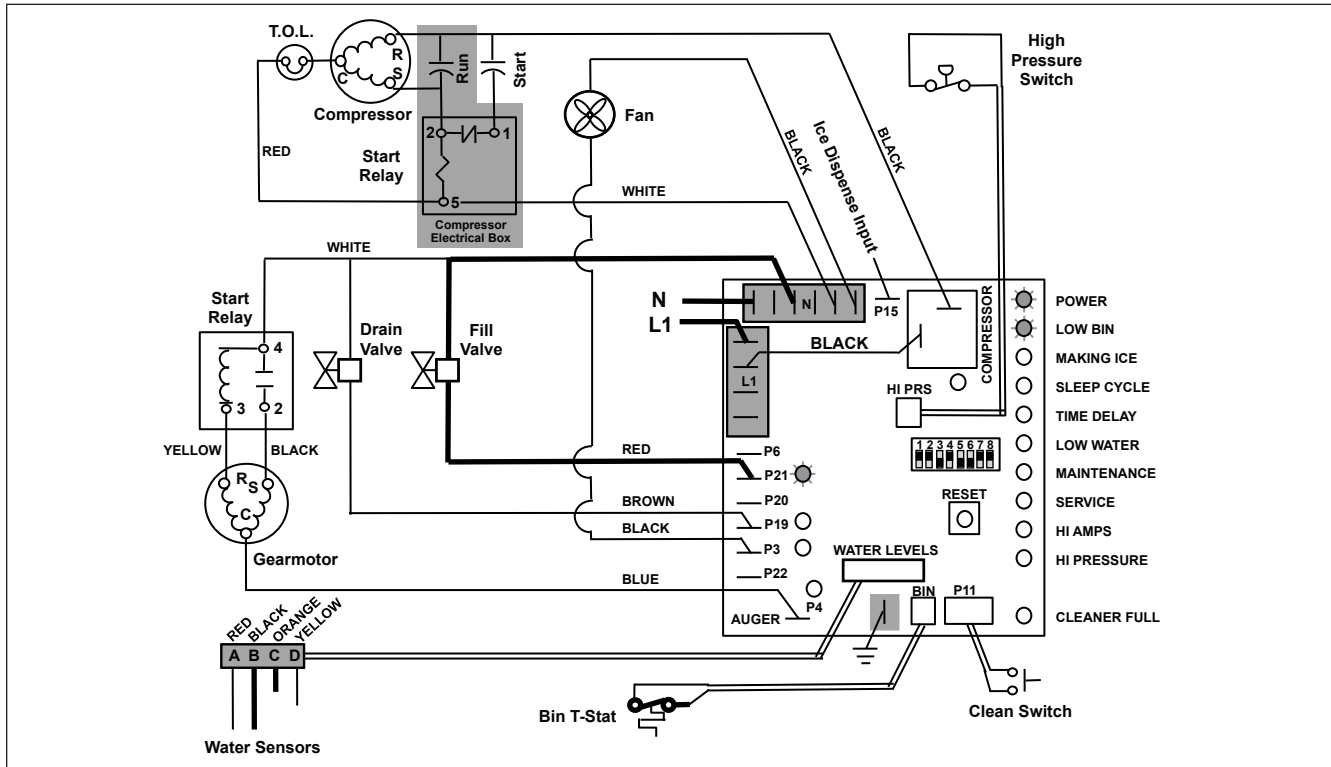 T.O.L.
R
S
C
Compressor
Run
Start
2
1
Start
Relay
5
Compressor
Electrical Box
RED
WHITE
Fan
BLACK
Ice Dispense Input
BLACK
High
Pressure
Switch
WHITE
Start
Relay
4
3
2
YELLOW
BLACK
R
S
C
Gearmotor
Drain
Valve
Fill
Valve
N
L1
N
P15
BLACK
L1
COMPRESSOR
HI PRS
1 2 3 4 5 6 7 8
RESET
POWER
LOW BIN
MAKING ICE
SLEEP CYCLE
TIME DELAY
LOW WATER
MAINTENANCE
SERVICE
HI AMPS
HI PRESSURE
CLEANER FULL
RED
P6
P21
P20
BROWN
P19
BLACK
P3
P22
BLUE
P4
AUGER
WATER LEVELS
BIN
P11
RED
BLACK
ORANGE
YELLOW
A B C D
Water Sensors
Bin T-Stat
Clean Switch